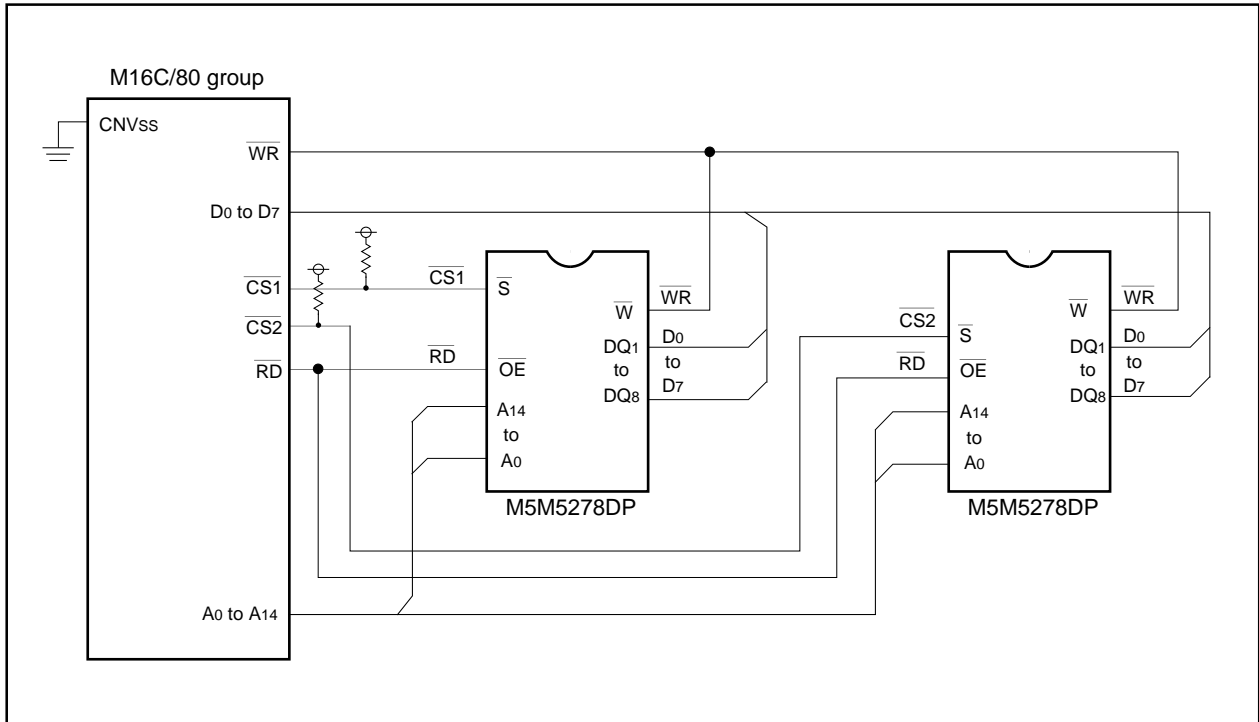 M16C/80 group
CNVss
WR
D0 to D7
CS1
CS2
RD
A0 to A14
CS1
RD
S
OE
A14
to
A0
W
DQ1
to
DQ8
WR
D0
to
D7
M5M5278DP
CS2
RD
S
OE
A14
to
A0
W
DQ1
to
DQ8
WR
D0
to
D7
M5M5278DP